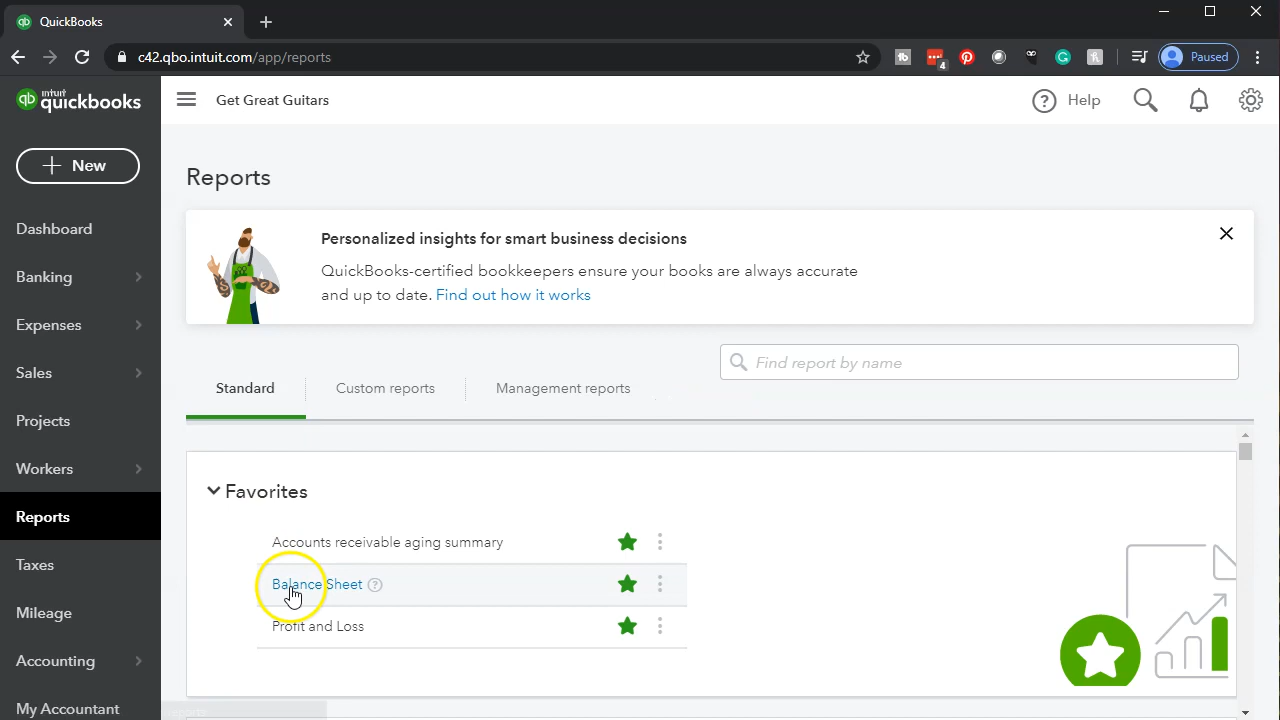 QuickBooks
c42.qbo.intuit.com/app/reports
4
Paused
intuit
quickbooks
Get Great Guitars
Help
New
Reports
Dashboard
Personalized insights for smart business decisions
Banking
QuickBooks-certified bookkeepers ensure your books are always accurate
and up to date. Find out how it works
Expenses
Find report by name
Sales
Standard
Custom reports
Management reports
Projects
Workers
Favorites
Reports
Accounts receivable aging summary
Taxes
Balance Sheet
Mileage
Profit and Loss
Accounting
My Accountant